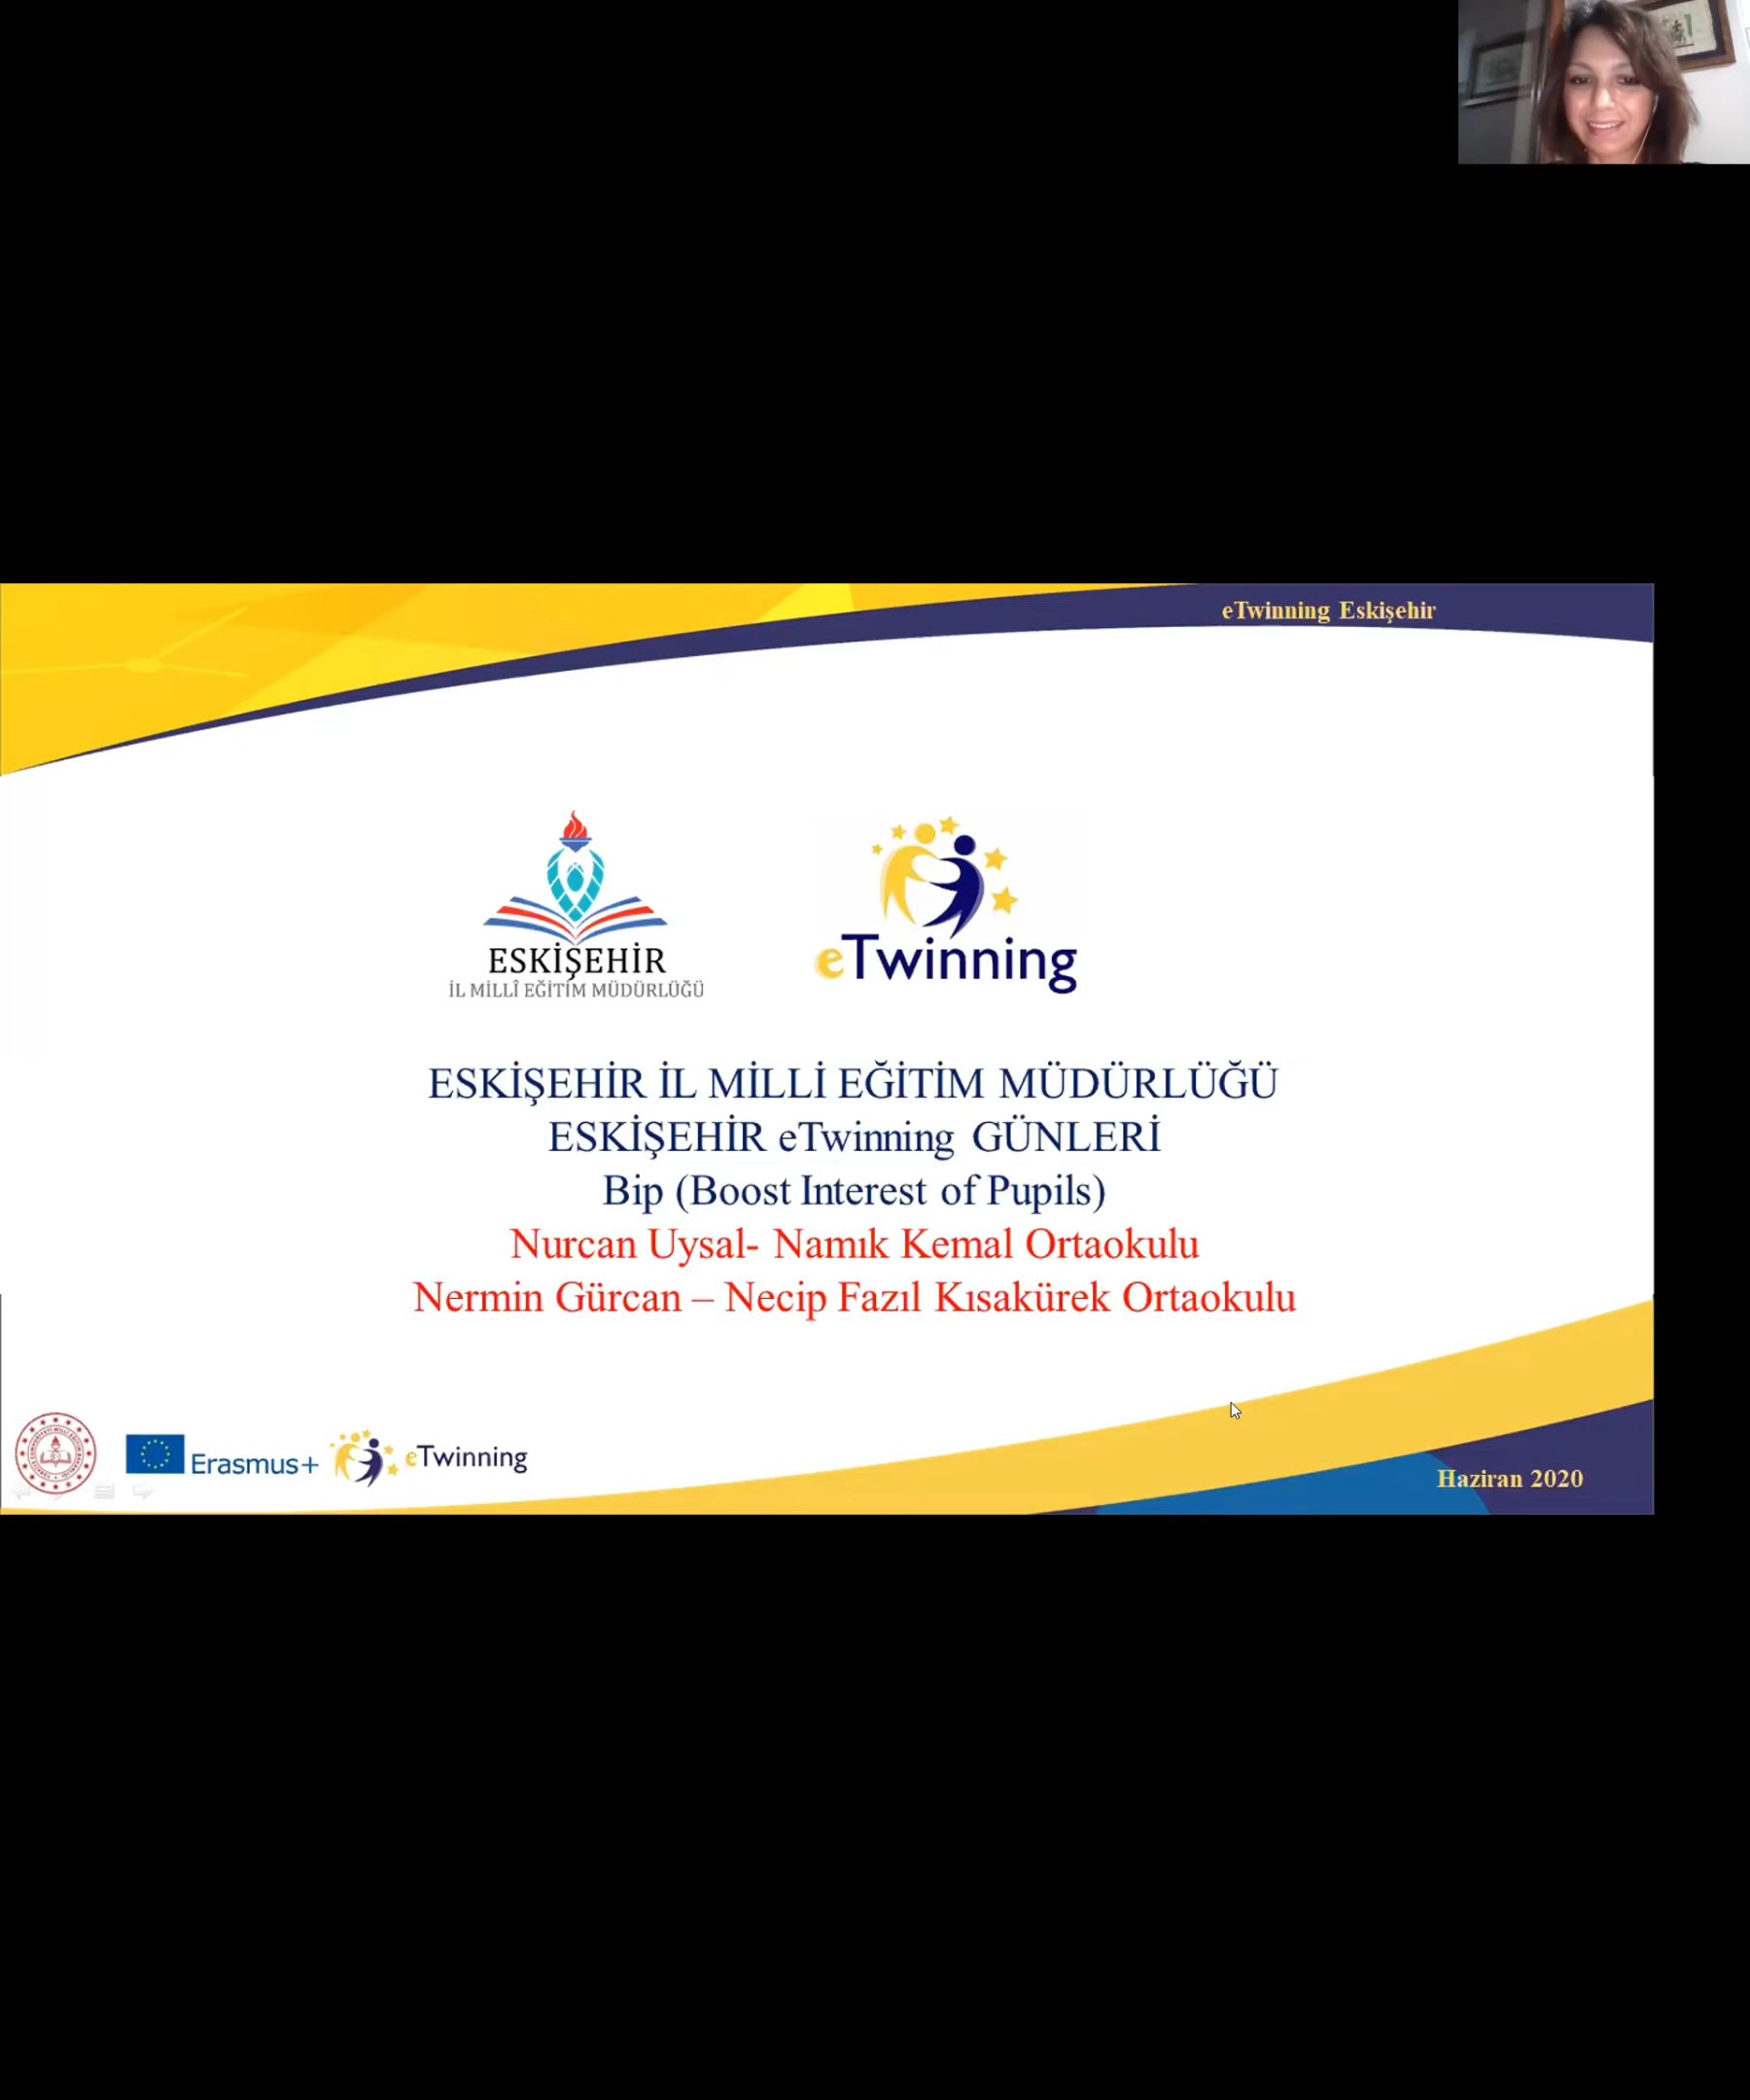 eTwinning Eskişehir
ESKİŞEHİR
İL MİLLÎ EĞİTİM MÜDÜRLÜĞÜ
eTwinning
ESKİŞEHİR İL MİLLİ EĞİTİM MÜDÜRLÜĞÜ
ESKİŞEHİR eTwinning GÜNLERİ
Bip (Boost Interest of Pupils)
Nurcan Uysal- Namık Kemal Ortaokulu
Nermin Gürcan – Necip Fazıl Kısakürek Ortaokulu
Erasmus+
eTwinning
Haziran 2020